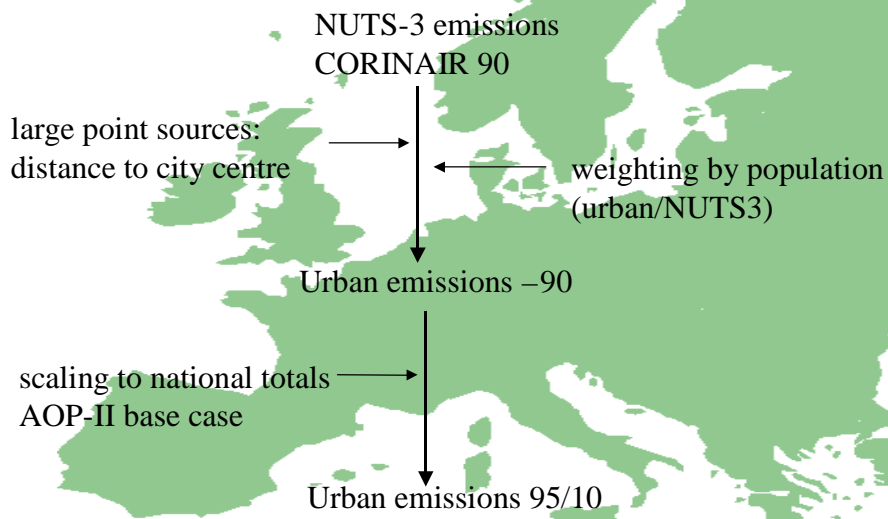 NUTS-3 emissions
CORINAIR 90
large point sources:
distance to city centre
weighting by population
(urban/NUTS3)
Urban emissions –90
scaling to national totals
AOP-II base case
Urban emissions 95/10